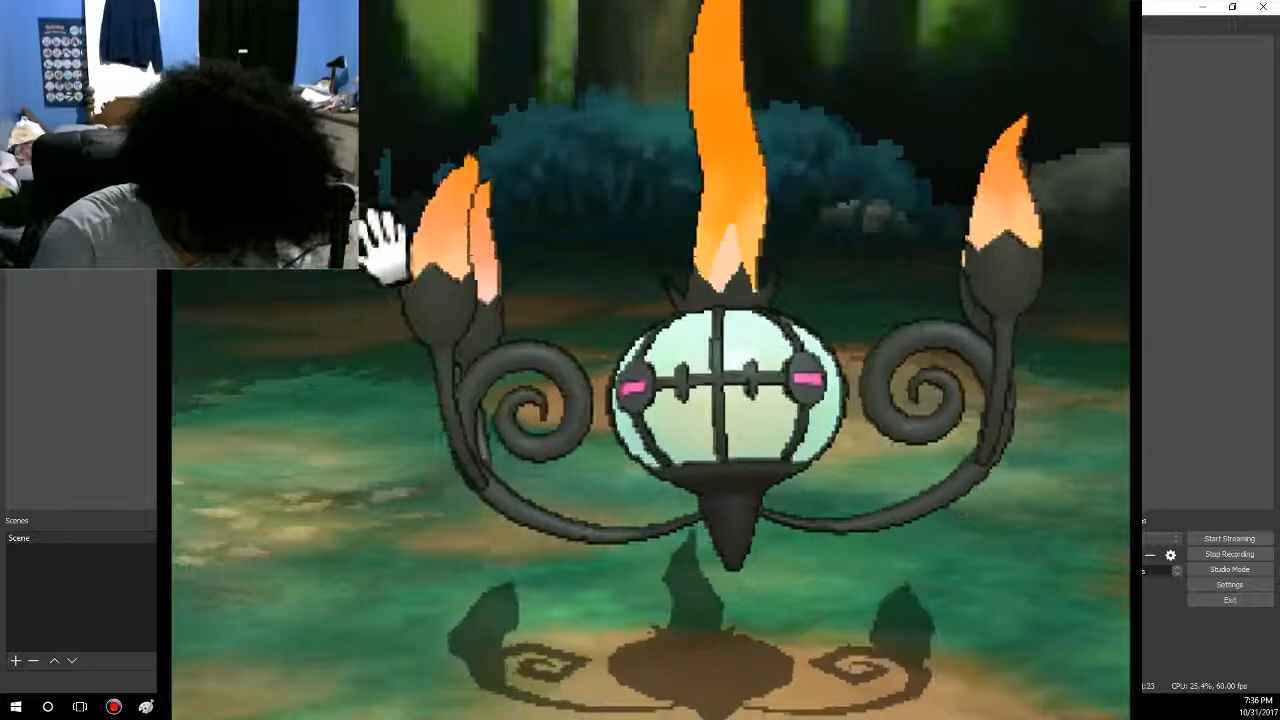 Scenes
Scene
Start Streaming
Stop Recording
Studio Mode
Settings
Exit
:23 CPU: 25.4%, 60.00 fps
7:36 PM
10/31/2017